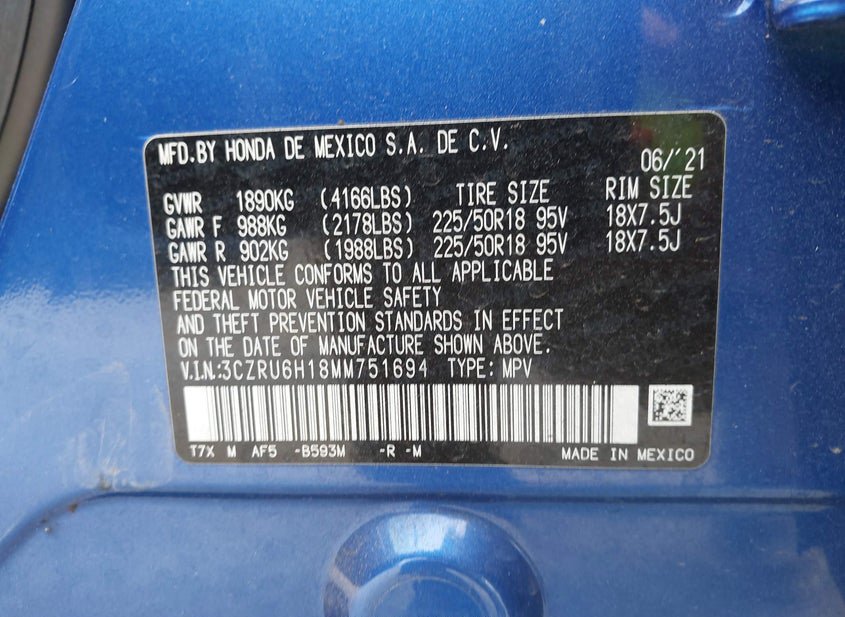 MFD.BY HONDA DE MEXICO S.A. DE C.V. 06/'21
GVWR 1890KG (4166LBS) TIRE SIZE RIM SIZE
GAWR F 988KG (2178LBS) 225/50R18 95V 18X7.5J
GAWR R 902KG (1988LBS) 225/50R18 95V 18X7.5J
THIS VEHICLE CONFORMS TO ALL APPLICABLE
FEDERAL MOTOR VEHICLE SAFETY
AND THEFT PREVENTION STANDARDS IN EFFECT
ON THE DATE OF MANUFACTURE SHOWN ABOVE.
V.I.N.:3CZRU6H18MM751694 TYPE: MPV
T7X M AF5 -B593M -R -M MADE IN MEXICO